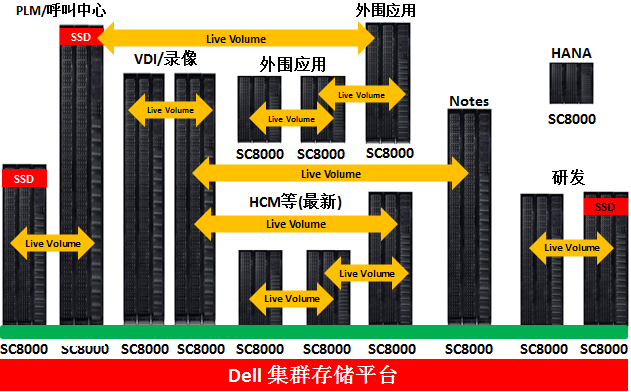 PLM/呼叫中心
外围应用
SSD
Live Volume
VDI/录像
外围应用
HANA
Live Volume
Live Volume
Live Volume
Notes
SC8000
SC8000
SC8000
SC8000
SSD
Live Volume
研发
HCM等(最新)
SSD
Live Volume
Live Volume
Live Volume
Live Volume
Live Volume
Live Volume
SC8000
SC8000
SC8000
SC8000
SC8000
SC8000
SC8000
SC8000
SC8000
SC8000
Dell 集群存储平台